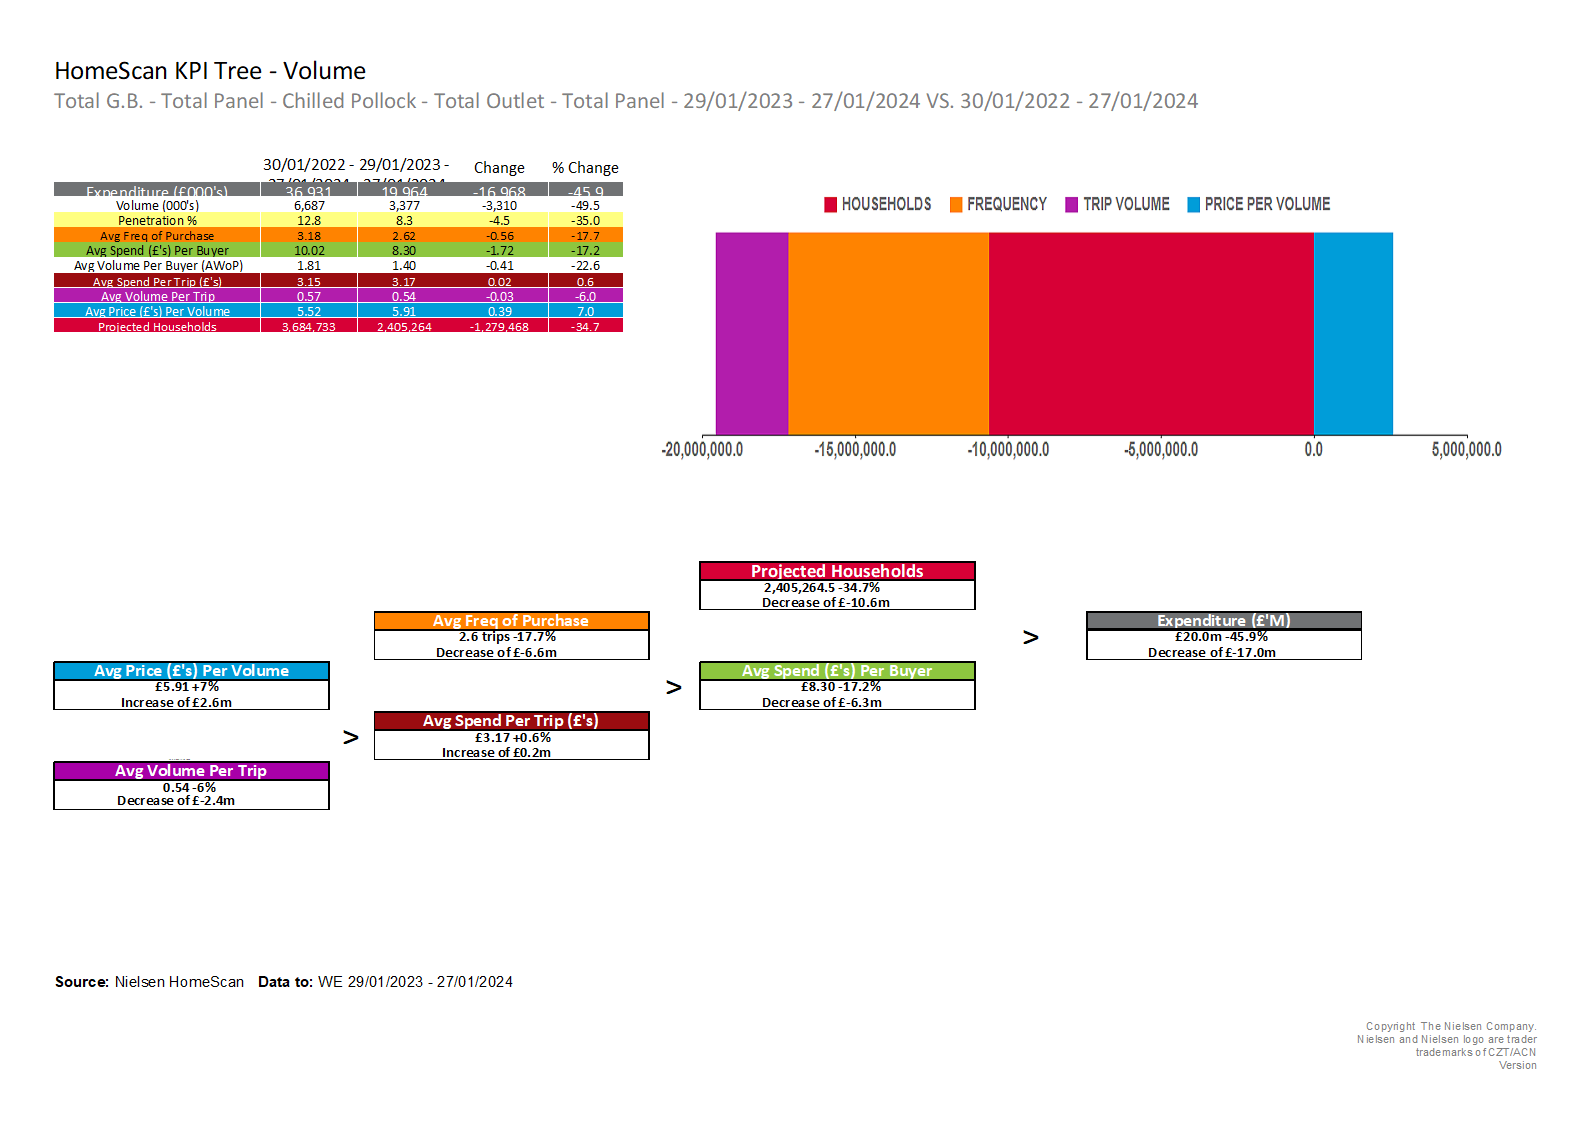 HomeScan KPI Tree - Volume
Total G.B. - Total Panel - Chilled Pollock - Total Outlet - Total Panel - 29/01/2023 - 27/01/2024 VS. 30/01/2022 - 27/01/2024
30/01/2022 - 29/01/2023 - Change % Change
27/01/2024 27/01/2024
Expenditure (£000's) 36,931 19,964 -16,968 -45.9
Volume (000's) 6,687 3,377 -3,310 -49.5
Penetration % 12.8 8.3 -4.5 -35.0
Avg Freq of Purchase 3.18 2.62 -0.56 -17.7
Avg Spend (£'s) Per Buyer 10.02 8.30 -1.72 -17.2
Avg Volume Per Buyer (AWoP) 1.81 1.40 -0.41 -22.6
Avg Spend Per Trip (£'s) 3.15 3.17 0.02 0.6
Avg Volume Per Trip 0.57 0.54 -0.03 -6.0
Avg Price (£'s) Per Volume 5.52 5.91 0.39 7.0
Projected Households 3,684,733 2,405,264 -1,279,468 -34.7
HOUSEHOLDS FREQUENCY TRIP VOLUME PRICE PER VOLUME
-20,000,000.0 -15,000,000.0 -10,000,000.0 -5,000,000.0 0.0 5,000,000.0
Projected Households
2,405,264.5 -34.7%
Decrease of £-10.6m
Avg Freq of Purchase
2.6 trips -17.7%
Decrease of £-6.6m
>
Expenditure (£'M)
£20.0m -45.9%
Decrease of £-17.0m
Avg Price (£'s) Per Volume
£5.91 +7%
Increase of £2.6m
>
Avg Spend (£'s) Per Buyer
£8.30 -17.2%
Decrease of £-6.3m
>
Avg Spend Per Trip (£'s)
£3.17 +0.6%
Increase of £0.2m
Avg Volume Per Trip
0.54 -6%
Decrease of £-2.4m
Source: Nielsen HomeScan Data to: WE 29/01/2023 - 27/01/2024
Copyright The Nielsen Company.
Nielsen and Nielsen logo are trader
trademarks of CZT/ACN
Version